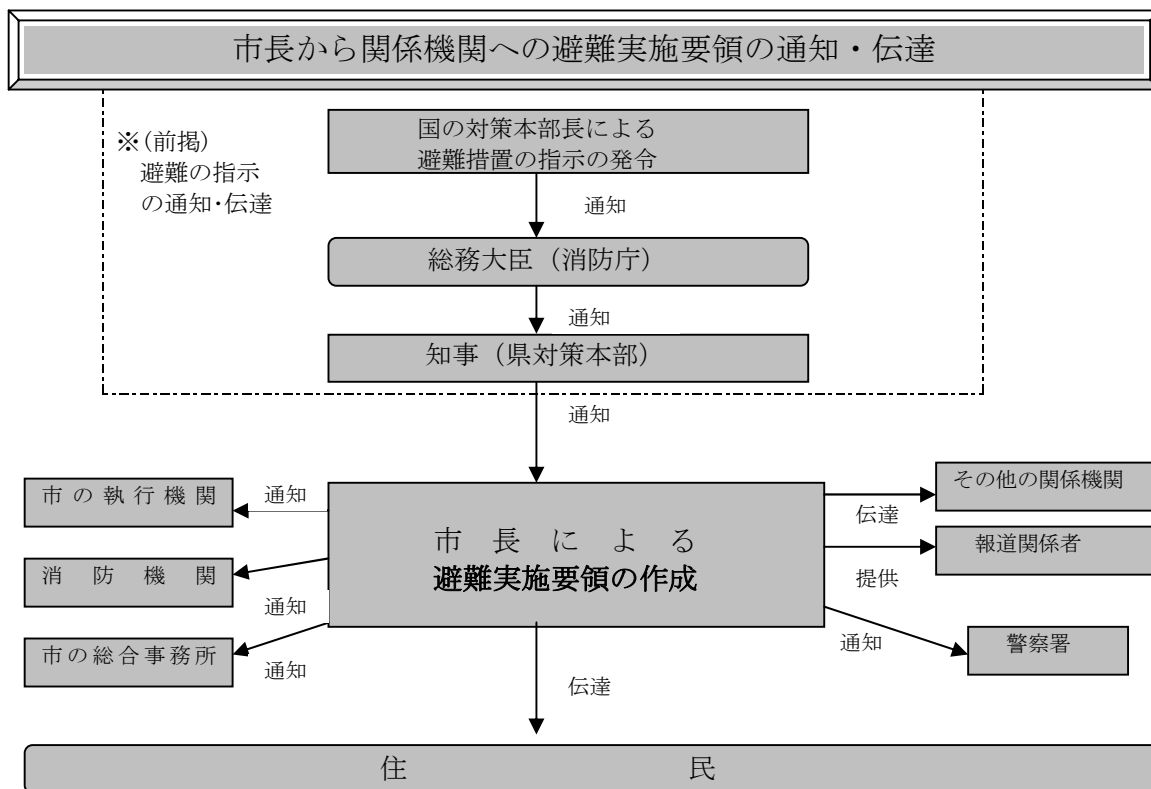 市長から関係機関への避難実施要領の通知・伝達
※(前掲)
避難の指示
の通知・伝達
国の対策本部長による
避難措置の指示の発令
通知
総務大臣（消防庁）
通知
知事（県対策本部）
通知
市の執行機関
通知
消防機関
通知
市の総合事務所
通知
市長による
避難実施要領の作成
その他の関係機関
伝達
報道関係者
提供
警察署
通知
伝達
住民